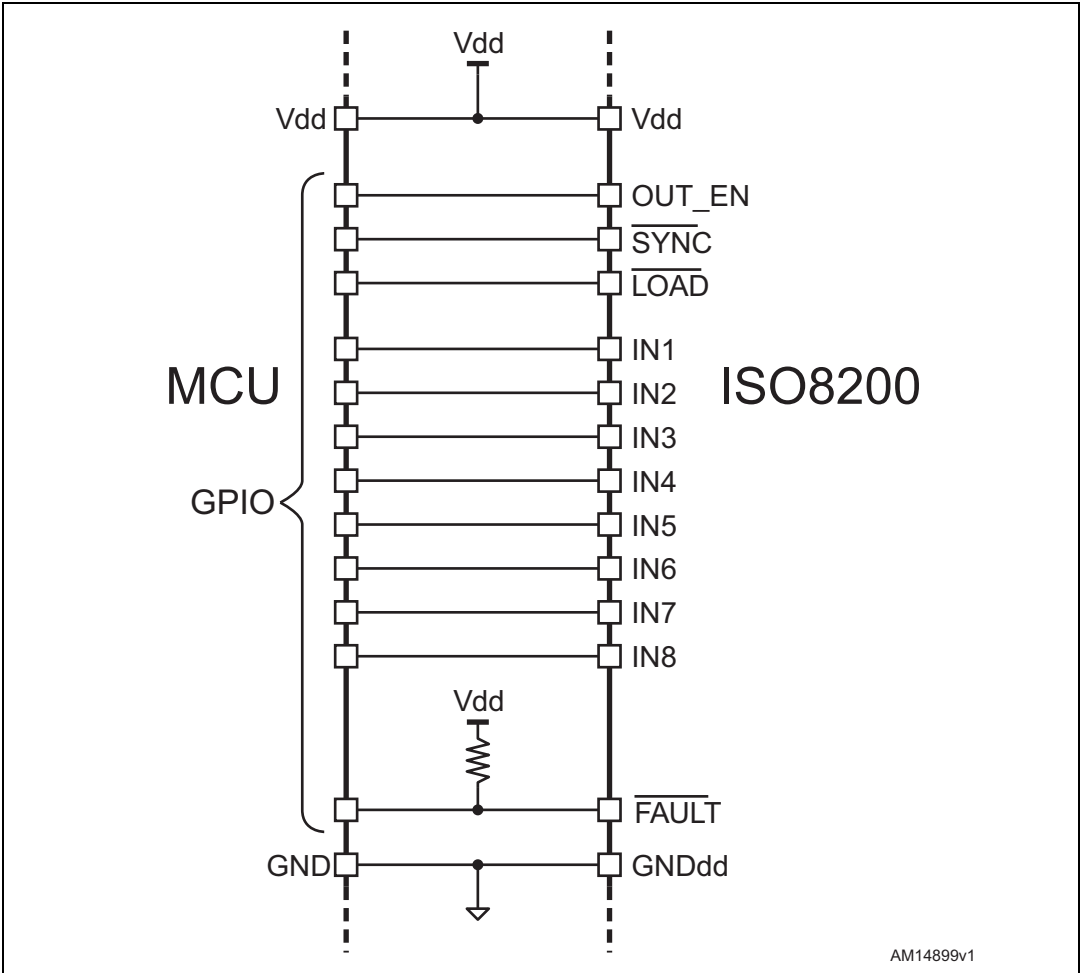 Vdd
Vdd Vdd
OUT_EN
SYNC
LOAD
IN1
MCU ISO8200
IN2
IN3
IN4
GPIO
IN5
IN6
IN7
IN8
Vdd
FAULT
GND GNDdd
AM14899v1